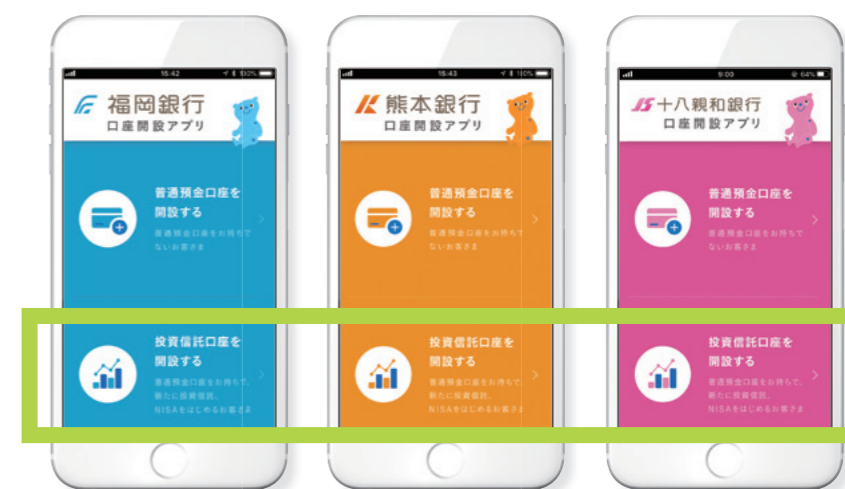 15:42
100%
福岡銀行
口座開設アプリ
普通預金口座を
開設する
普通預金口座をお持ちで
ないお客さま
投資信託口座を
開設する
普通預金口座をお持ちで、
新たに投資信託、
NISAをはじめるお客さま
15:43
100%
熊本銀行
口座開設アプリ
普通預金口座を
開設する
普通預金口座をお持ちで
ないお客さま
投資信託口座を
開設する
普通預金口座をお持ちで、
新たに投資信託、
NISAをはじめるお客さま
9:00
64%
十八親和銀行
口座開設アプリ
普通預金口座を
開設する
普通預金口座をお持ちで
ないお客さま
投資信託口座を
開設する
普通預金口座をお持ちで、
新たに投資信託、
NISAをはじめるお客さま